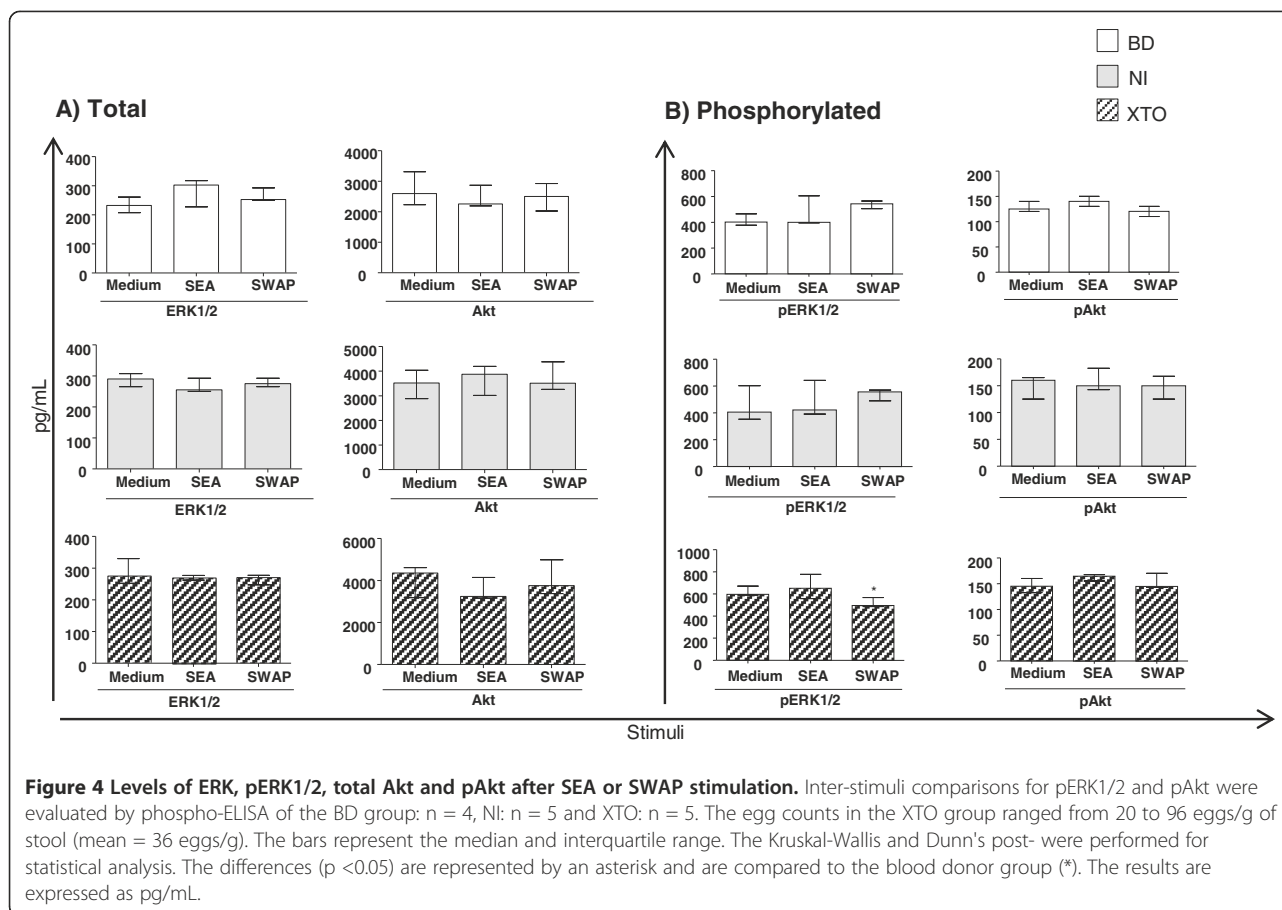 BD
NI
XTO
A) Total
B) Phosphorylated
pg/mL
400
300
200
100
0
Medium SEA SWAP
ERK1/2
4000
3000
2000
1000
0
Medium SEA SWAP
Akt
800
600
400
200
0
Medium SEA SWAP
pERK1/2
200
150
100
50
0
Medium SEA SWAP
pAkt
400
300
200
100
0
Medium SEA SWAP
ERK1/2
5000
4000
3000
2000
1000
0
Medium SEA SWAP
Akt
800
600
400
200
0
Medium SEA SWAP
pERK1/2
200
150
100
50
0
Medium SEA SWAP
pAkt
400
300
200
100
0
Medium SEA SWAP
ERK1/2
6000
4000
2000
0
Medium SEA SWAP
Akt
1000
800
600
400
200
0
*
Medium SEA SWAP
pERK1/2
200
150
100
50
0
Medium SEA SWAP
pAkt
Stimuli
Figure 4 Levels of ERK, pERK1/2, total Akt and pAkt after SEA or SWAP stimulation. Inter-stimuli comparisons for pERK1/2 and pAkt were
evaluated by phospho-ELISA of the BD group: n = 4, NI: n = 5 and XTO: n = 5. The egg counts in the XTO group ranged from 20 to 96 eggs/g of
stool (mean = 36 eggs/g). The bars represent the median and interquartile range. The Kruskal-Wallis and Dunn's post- were performed for
statistical analysis. The differences (p <0.05) are represented by an asterisk and are compared to the blood donor group (*). The results are
expressed as pg/mL.